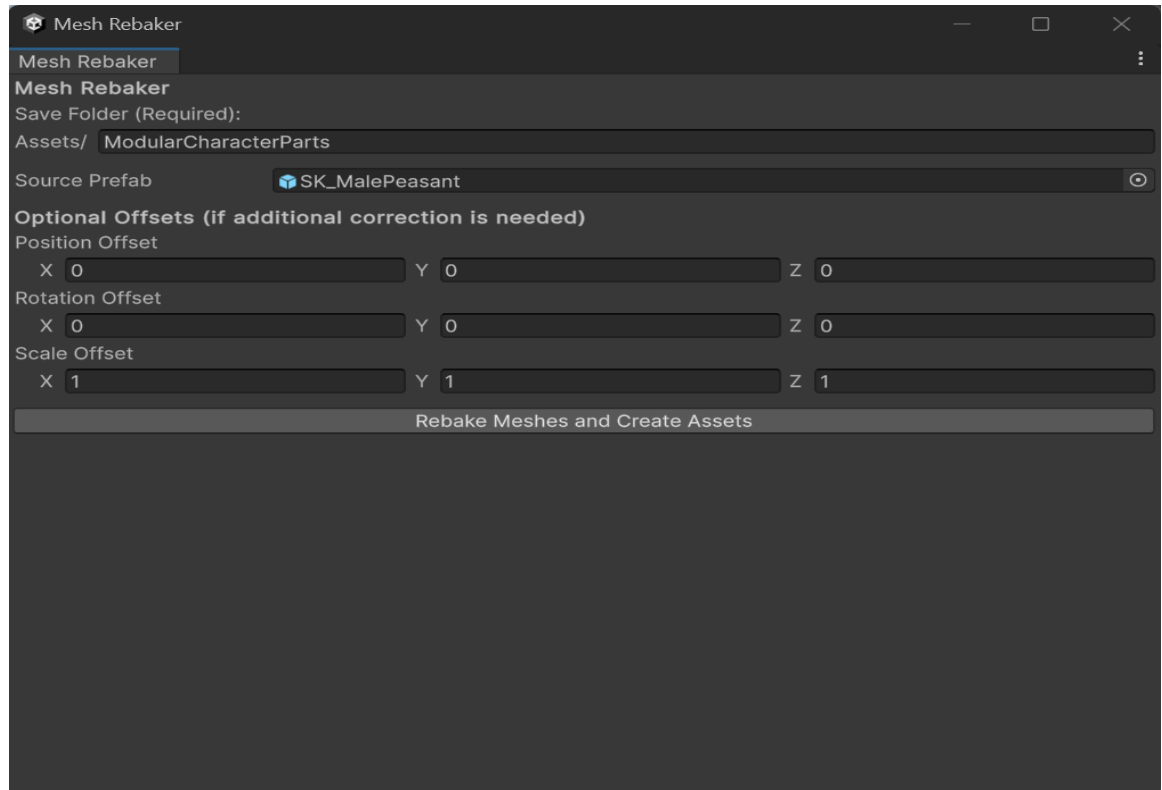 Mesh Rebaker
Mesh Rebaker
Mesh Rebaker
Save Folder (Required):
Assets/ ModularCharacterParts
Source Prefab SK_MalePeasant
Optional Offsets (if additional correction is needed)
Position Offset
X 0 Y 0 Z 0
Rotation Offset
X 0 Y 0 Z 0
Scale Offset
X 1 Y 1 Z 1
Rebake Meshes and Create Assets